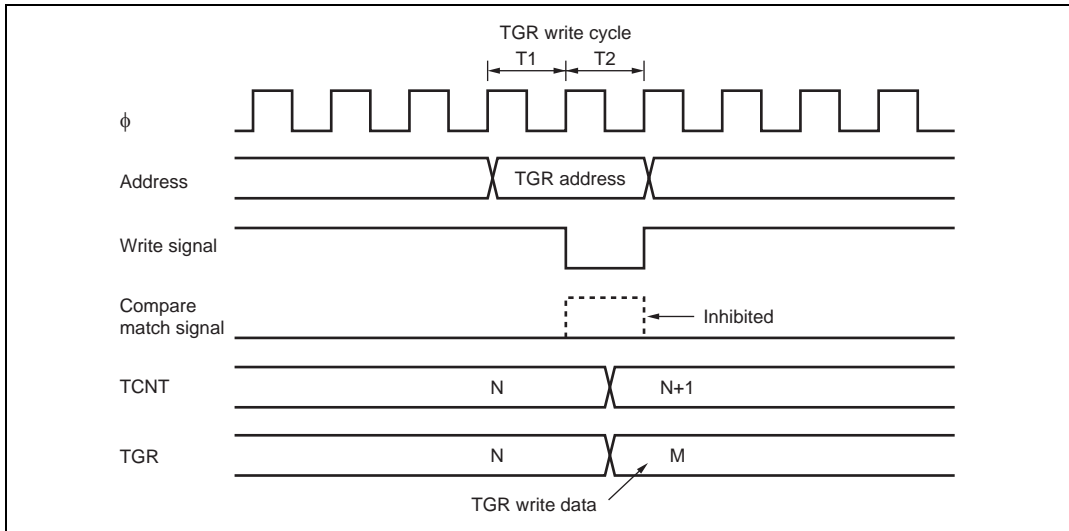 TGR write cycle
T1 T2
ϕ
Address TGR address
Write signal
Compare
match signal
Inhibited
TCNT N N+1
TGR N M
TGR write data